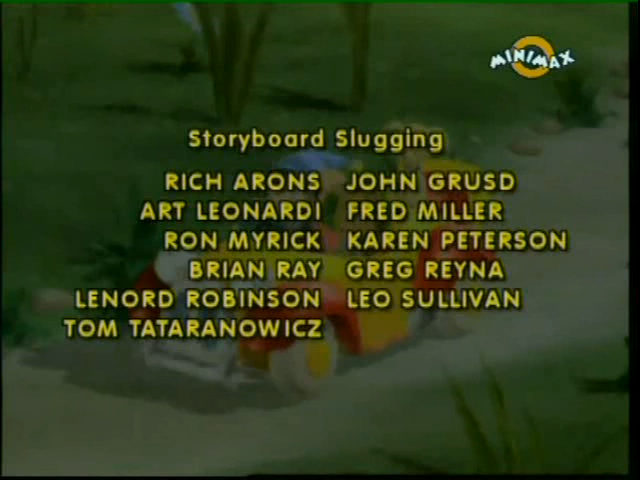 MINIMAX
Storyboard Slugging
RICH ARONS JOHN GRUSD
ART LEONARDI FRED MILLER
RON MYRICK KAREN PETERSON
BRIAN RAY GREG REYNA
LENORD ROBINSON LEO SULLIVAN
TOM TATARANOWICZ